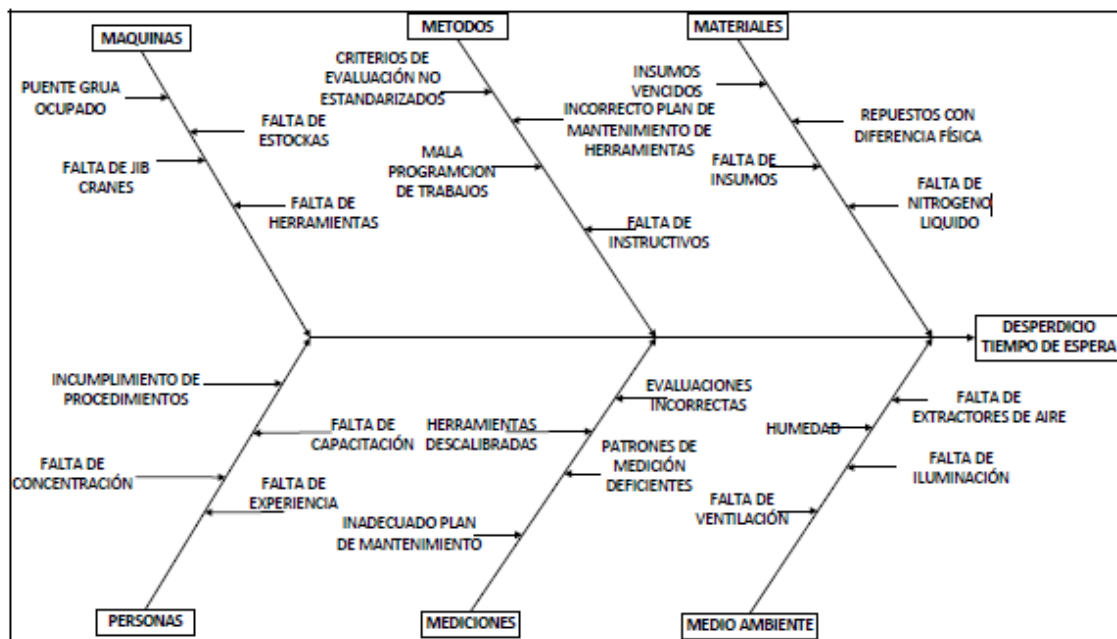 MAQUINAS
METODOS
MATERIALES
PUENTE GRUA
OCUPADO
FALTA DE
ESTOCKAS
FALTA DE JIB
CRANES
FALTA DE
HERRAMIENTAS
CRITERIOS DE
EVALUACIÓN NO
ESTANDARIZADOS
INCORRECTO PLAN DE
MANTENIMIENTO DE
HERRAMIENTAS
MALA
PROGRAMCION
DE TRABAJOS
FALTA DE
INSTRUCTIVOS
INSUMOS
VENCIDOS
REPUESTOS CON
DIFERENCIA FÍSICA
FALTA DE
INSUMOS
FALTA DE
NITROGENO
LIQUIDO
DESPERDICIO
TIEMPO DE ESPERA
INCUMPLIMIENTO DE
PROCEDIMIENTOS
FALTA DE
CAPACITACIÓN
FALTA DE
CONCENTRACIÓN
FALTA DE
EXPERIENCIA
EVALUACIONES
INCORRECTAS
HERRAMIENTAS
DESCALIBRADAS
PATRONES DE
MEDICIÓN
DEFICIENTES
INADECUADO PLAN
DE MANTENIMIENTO
FALTA DE
EXTRACTORES DE AIRE
HUMEDAD
FALTA DE
ILUMINACIÓN
FALTA DE
VENTILACIÓN
PERSONAS
MEDICIONES
MEDIO AMBIENTE